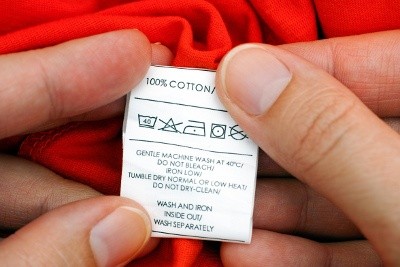 100% COTTON/
40
GENTLE MACHINE WASH AT 40°C/
DO NOT BLEACH/
IRON LOW/
TUMBLE DRY NORMAL OR LOW HEAT/
DO NOT DRY-CLEAN/
WASH AND IRON
INSIDE OUT/
WASH SEPARATELY